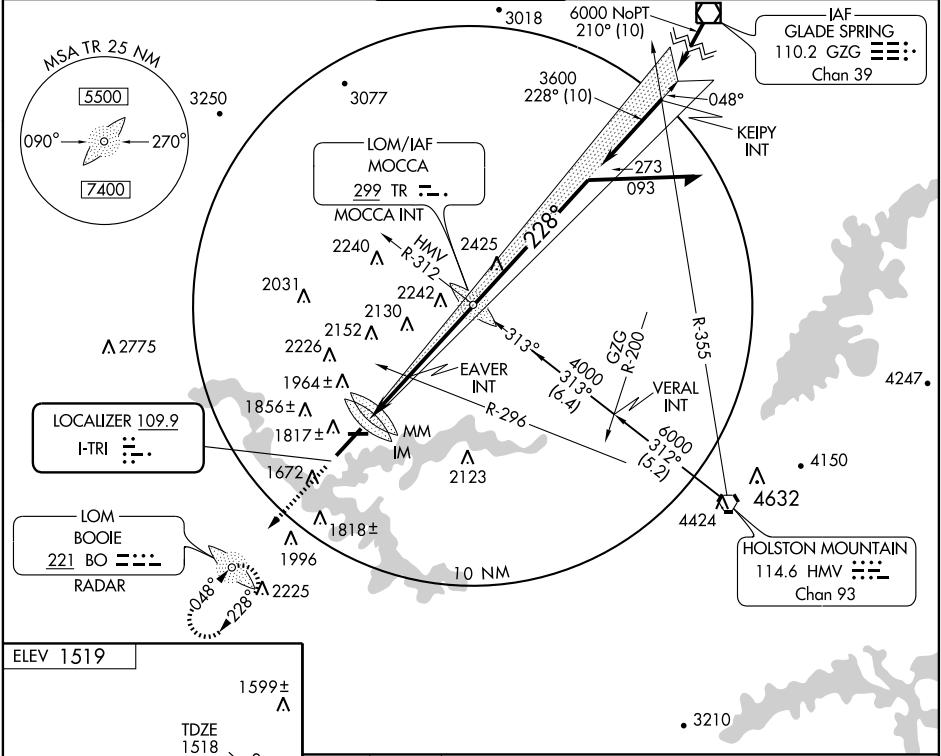 3018
6000 NoPT
210° (10)
IAF
GLADE SPRING
110.2 GZG
Chan 39
MSA TR 25 NM
5500
090°
270°
7400
3250
3077
3600
228° (10)
048°
KEIPY
INT
LOM/IAF
MOCCA
299 TR
MOCCA INT
273
093
228°
HMV
R-312
2240
2425
2031
2242
2130
2152
2226
2775
1964±
1856±
1817±
313°
EAVER
INT
R-296
4000
313°
(6.4)
GZG
R-200
R-355
VERAL
INT
4247
LOCALIZER 109.9
I-TRI
MM
IM
6000
312°
(5.2)
1672
2123
4150
4632
4424
LOM
BOOIE
221 BO
RADAR
1818±
1996
048°
228°
2225
10 NM
HOLSTON MOUNTAIN
114.6 HMV
Chan 93
ELEV 1519
1599±
TDZE
1518
3210